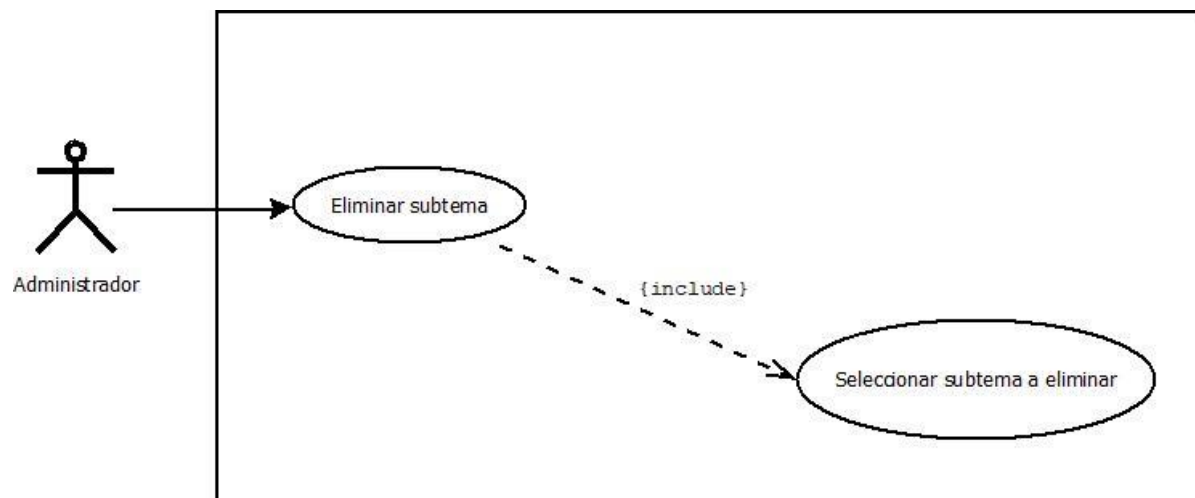 Eliminar subtema
Administrador
{include}
Seleccionar subtema a eliminar